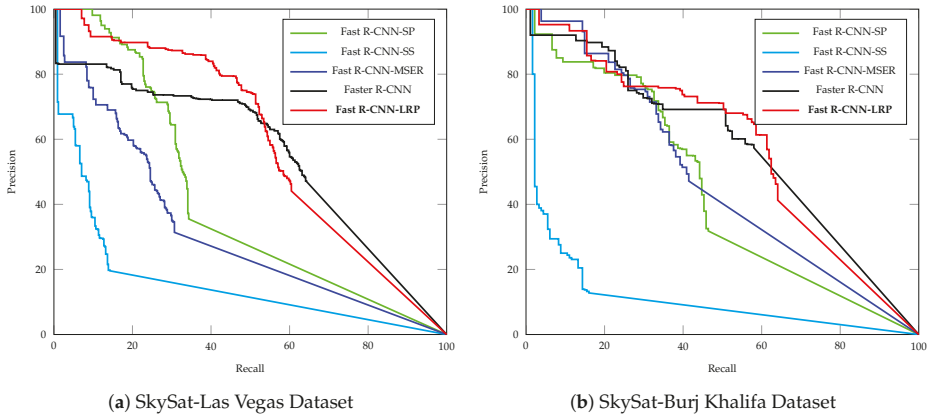 100
80
60
40
20
0
Precision
0
20
40
60
80
100
Recall
Fast R-CNN-SP
Fast R-CNN-SS
Fast R-CNN-MSER
Faster R-CNN
Fast R-CNN-LRP
(a) SkySat-Las Vegas Dataset
100
80
60
40
20
0
Precision
0
20
40
60
80
100
Recall
Fast R-CNN-SP
Fast R-CNN-SS
Fast R-CNN-MSER
Faster R-CNN
Fast R-CNN-LRP
(b) SkySat-Burj Khalifa Dataset